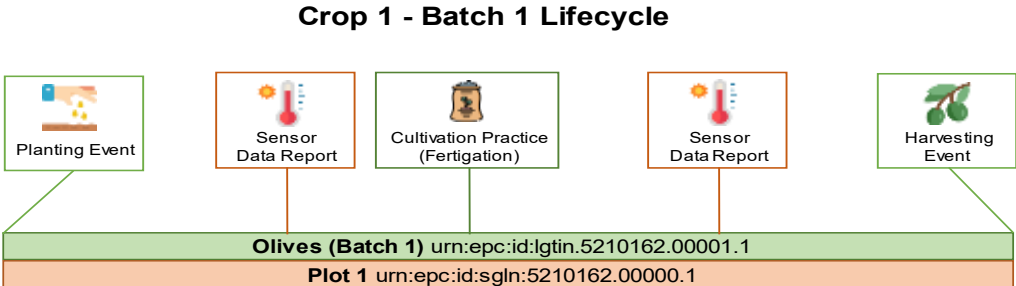 Crop 1 - Batch 1 Lifecycle
Planting Event
Sensor
Data Report
Cultivation Practice
(Fertigation)
Sensor
Data Report
Harvesting
Event
Olives (Batch 1) urn:epc:id:lgtin.5210162.00001.1
Plot 1 urn:epc:id:sgln:5210162.00000.1